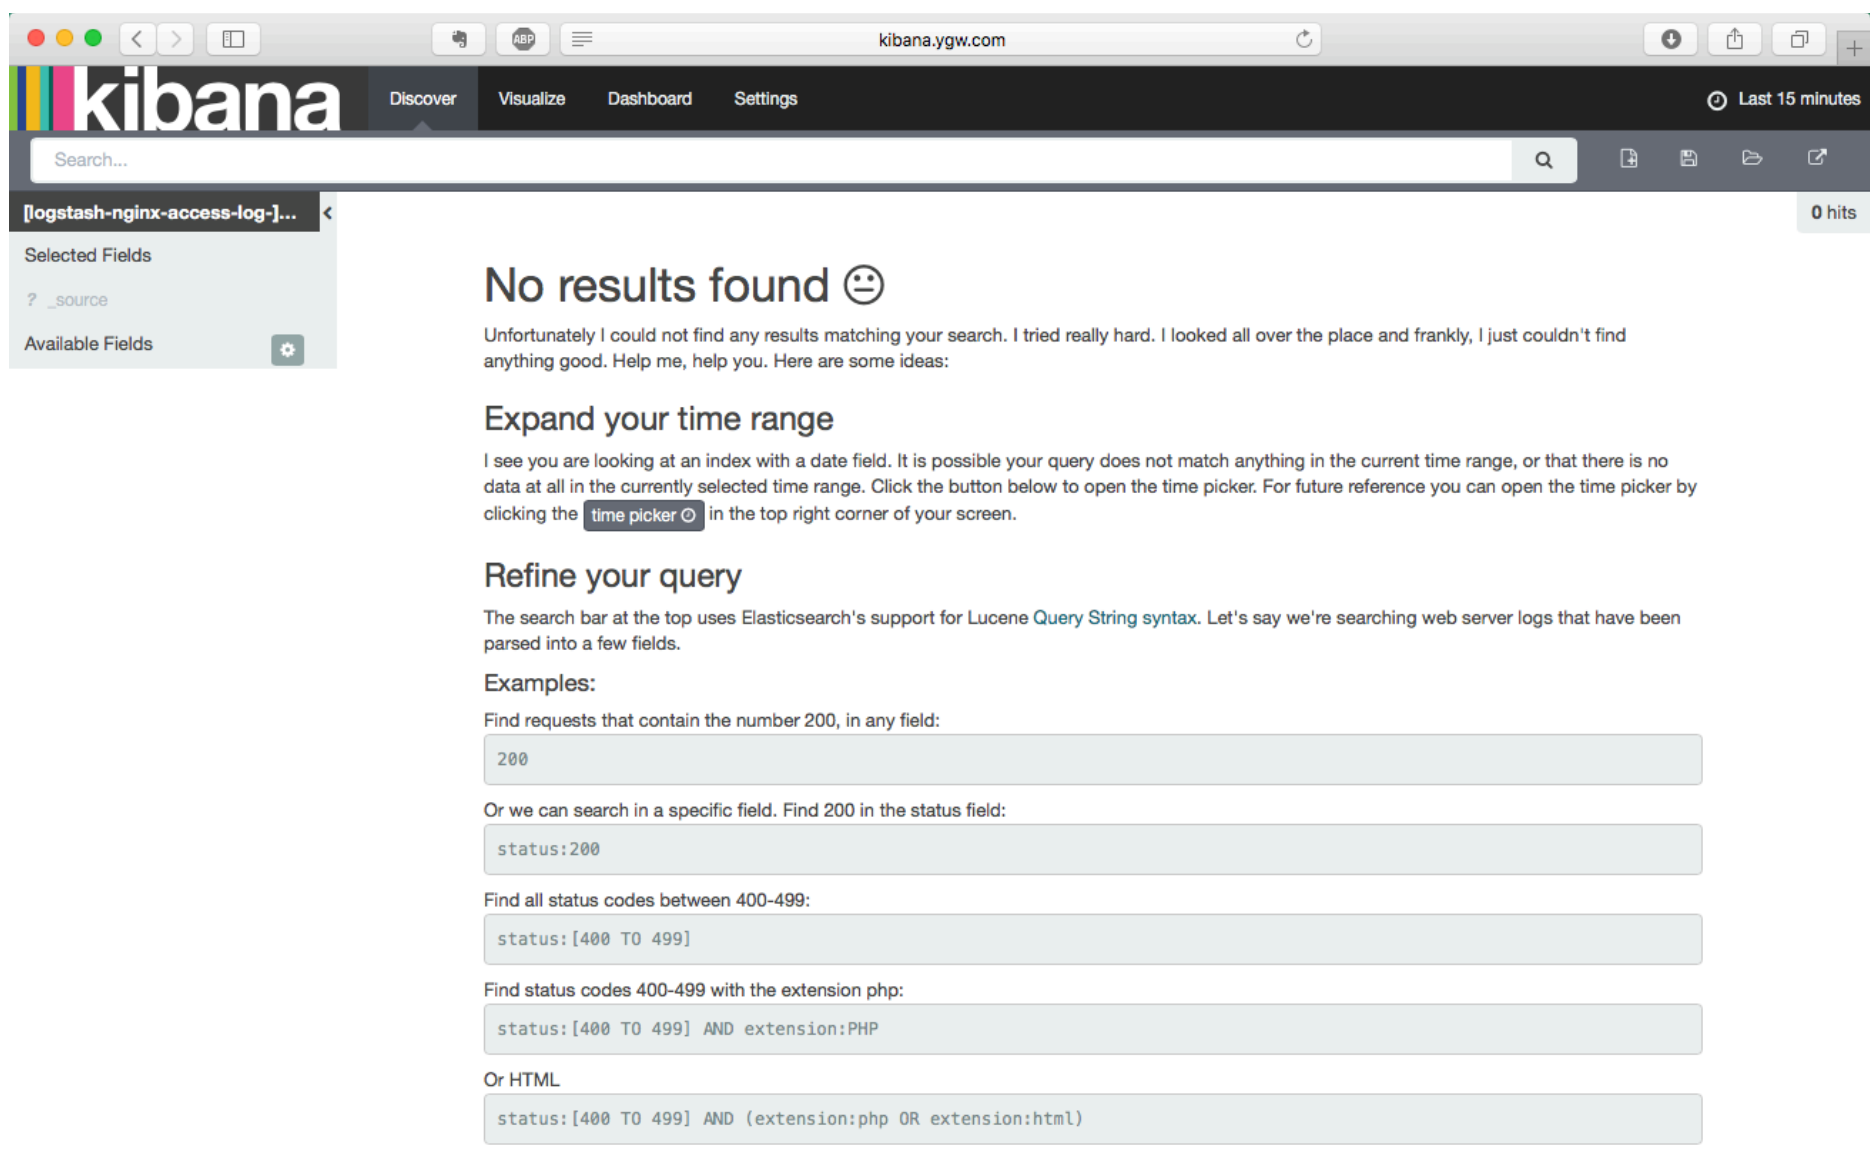 ABP
kibana.ygw.com
kibana
Discover
Visualize
Dashboard
Settings
Last 15 minutes
Search...
[logstash-nginx-access-log-]...
0 hits
Selected Fields
? _source
Available Fields
No results found
Unfortunately I could not find any results matching your search. I tried really hard. I looked all over the place and frankly, I just couldn't find
anything good. Help me, help you. Here are some ideas:
Expand your time range
I see you are looking at an index with a date field. It is possible your query does not match anything in the current time range, or that there is no
data at all in the currently selected time range. Click the button below to open the time picker. For future reference you can open the time picker by
clicking the time picker in the top right corner of your screen.
Refine your query
The search bar at the top uses Elasticsearch's support for Lucene Query String syntax. Let's say we're searching web server logs that have been
parsed into a few fields.
Examples:
Find requests that contain the number 200, in any field:
200
Or we can search in a specific field. Find 200 in the status field:
status:200
Find all status codes between 400-499:
status:[400 TO 499]
Find status codes 400-499 with the extension php:
status:[400 TO 499] AND extension:PHP
Or HTML
status:[400 TO 499] AND (extension:php OR extension:html)